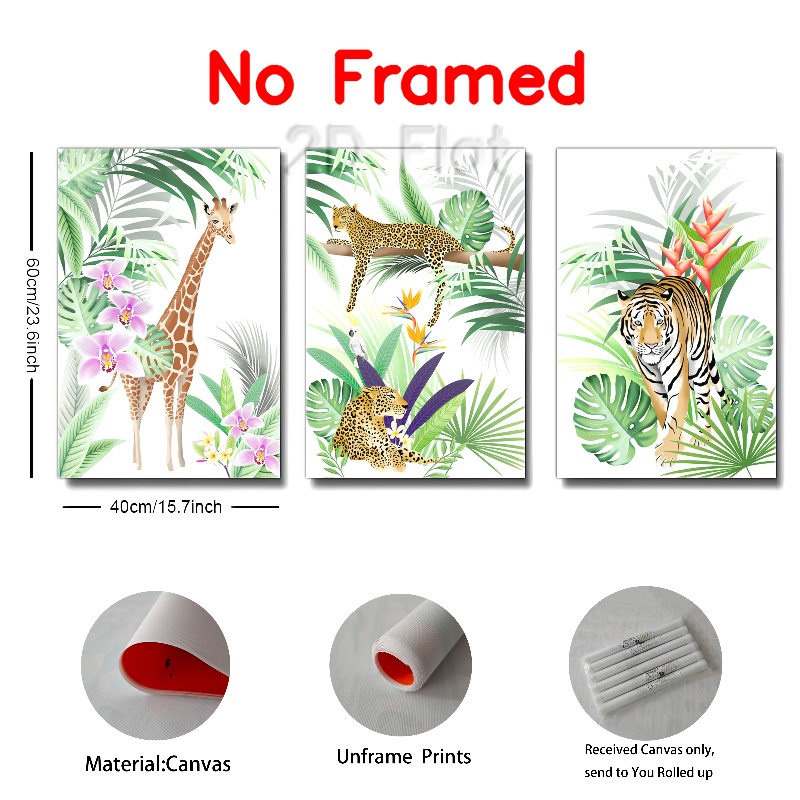 No Framed
2D Flat
60cm/23.6inch
40cm/15.7inch
Material:Canvas
Unframe Prints
Received Canvas only,
send to You Rolled up